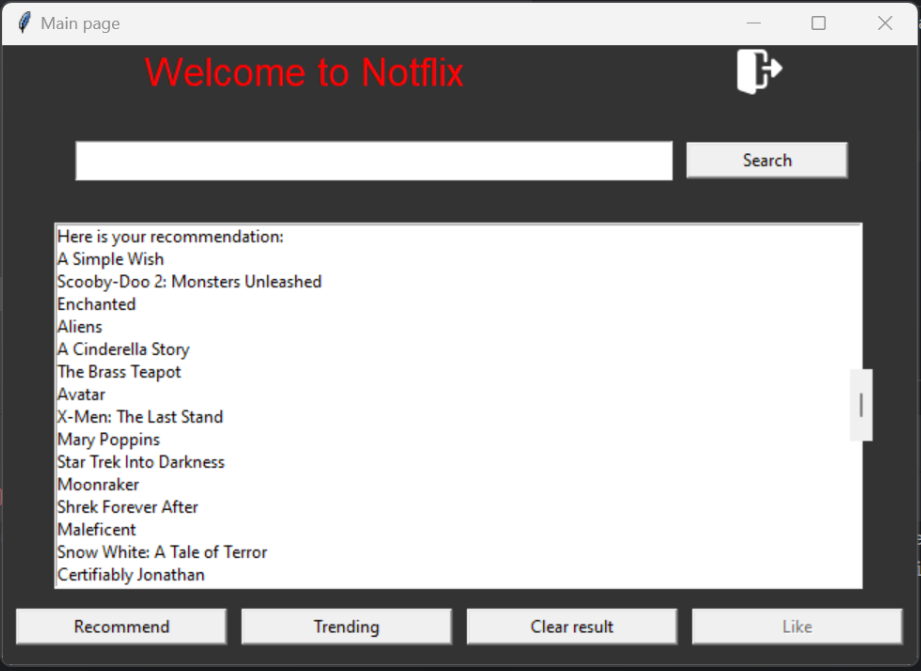 Main page
Welcome to Notflix
Search
Here is your recommendation:
A Simple Wish
Scooby-Doo 2: Monsters Unleashed
Enchanted
Aliens
A Cinderella Story
The Brass Teapot
Avatar
X-Men: The Last Stand
Mary Poppins
Star Trek Into Darkness
Moonraker
Shrek Forever After
Maleficent
Snow White: A Tale of Terror
Certifiably Jonathan
Recommend Trending Clear result Like